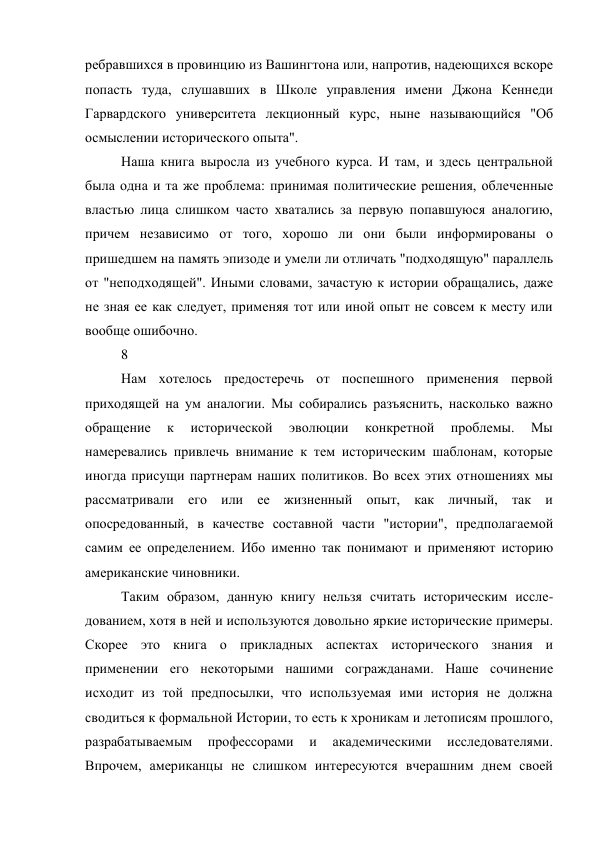 ребравшихся в провинцию из Вашингтона или, напротив, надеющихся вскоре
попасть туда, слушавших в Школе управления имени Джона Кеннеди
Гарвардского университета лекционный курс, ныне называющийся "Об
осмыслении исторического опыта".
Наша книга выросла из учебного курса. И там, и здесь центральной
была одна и та же проблема: принимая политические решения, облеченные
властью лица слишком часто хватались за первую попавшуюся аналогию,
причем независимо от того, хорошо ли они были информированы о
пришедшем на память эпизоде и умели ли отличать "подходящую" параллель
от "неподходящей". Иными словами, зачастую к истории обращались, даже
не зная ее как следует, применяя тот или иной опыт не совсем к месту или
вообще ошибочно.
8
Нам хотелось предостеречь от поспешного применения первой
приходящей на ум аналогии. Мы собирались разъяснить, насколько важно
обращение к исторической эволюции конкретной проблемы. Мы
намеревались привлечь внимание к тем историческим шаблонам, которые
иногда присущи партнерам наших политиков. Во всех этих отношениях мы
рассматривали его или ее жизненный опыт, как личный, так и
опосредованный, в качестве составной части "истории", предполагаемой
самим ее определением. Ибо именно так понимают и применяют историю
американские чиновники.
Таким образом, данную книгу нельзя считать историческим иссле-
дованием, хотя в ней и используются довольно яркие исторические примеры.
Скорее это книга о прикладных аспектах исторического знания и
применении его некоторыми нашими согражданами. Наше сочинение
исходит из той предпосылки, что используемая ими история не должна
сводиться к формальной Истории, то есть к хроникам и летописям прошлого,
разрабатываемым профессорами и академическими исследователями.
Впрочем, американцы не слишком интересуются вчерашним днем своей